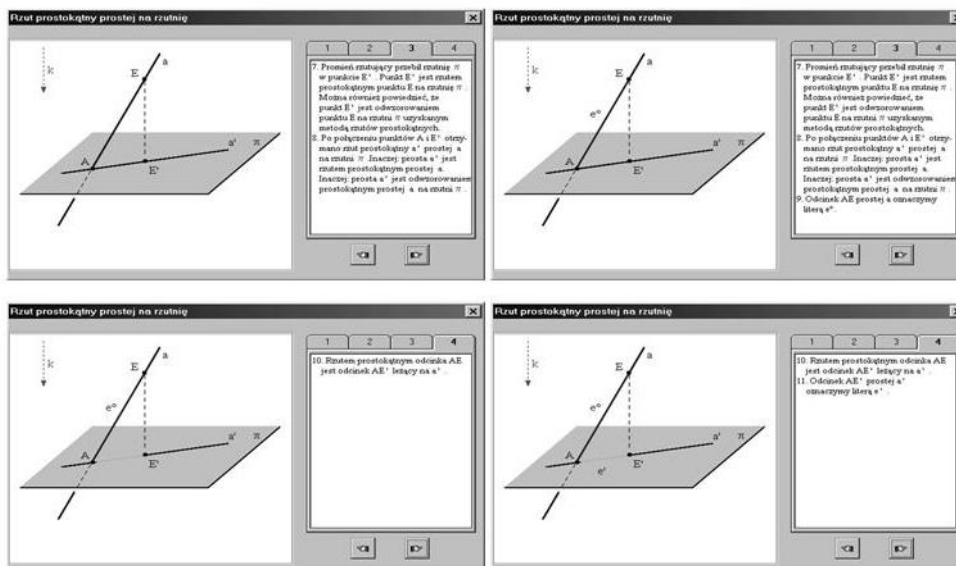 Rzut prostokątny prostej na rzutnię
k
a
E
A
E'
a'
π
1 2 3 4
7. Promień rzutujący przebił rzutnię π
w punkcie E'. Punkt E' jest rzutem
prostokątnym punktu E na rzutnię π.
Można również powiedzieć, że
punkt E' jest odwzorowaniem
punktu E na rzutni π uzyskanym
metodą rzutów prostokątnych.
8. Po połączeniu punktów A i E' otrzy-
mano rzut prostokątny a' prostej a
na rzutni π. Inaczej: prosta a' jest
rzutem prostokątnym prostej a.
Inaczej: prosta a' jest odwzorowaniem
prostokątnym prostej a na rzutni π.
Rzut prostokątny prostej na rzutnię
k
a
E
e°
A
E'
a'
π
1 2 3 4
7. Promień rzutujący przebił rzutnię π
w punkcie E'. Punkt E' jest rzutem
prostokątnym punktu E na rzutnię π.
Można również powiedzieć, że
punkt E' jest odwzorowaniem
punktu E na rzutni π uzyskanym
metodą rzutów prostokątnych.
8. Po połączeniu punktów A i E' otrzy-
mano rzut prostokątny a' prostej a
na rzutni π. Inaczej: prosta a' jest
rzutem prostokątnym prostej a.
Inaczej: prosta a' jest odwzorowaniem
prostokątnym prostej a na rzutni π.
9. Odcinek AE prostej a oznaczymy
literą e°.
Rzut prostokątny prostej na rzutnię
k
a
E
e°
A
E'
a'
π
1 2 3 4
10. Rzutem prostokątnym odcinka AE
jest odcinek AE' leżący na a'.
Rzut prostokątny prostej na rzutnię
k
a
E
e°
A
e'
E'
a'
π
1 2 3 4
10. Rzutem prostokątnym odcinka AE
jest odcinek AE' leżący na a'.
11. Odcinek AE' prostej a'
oznaczymy literą e'.